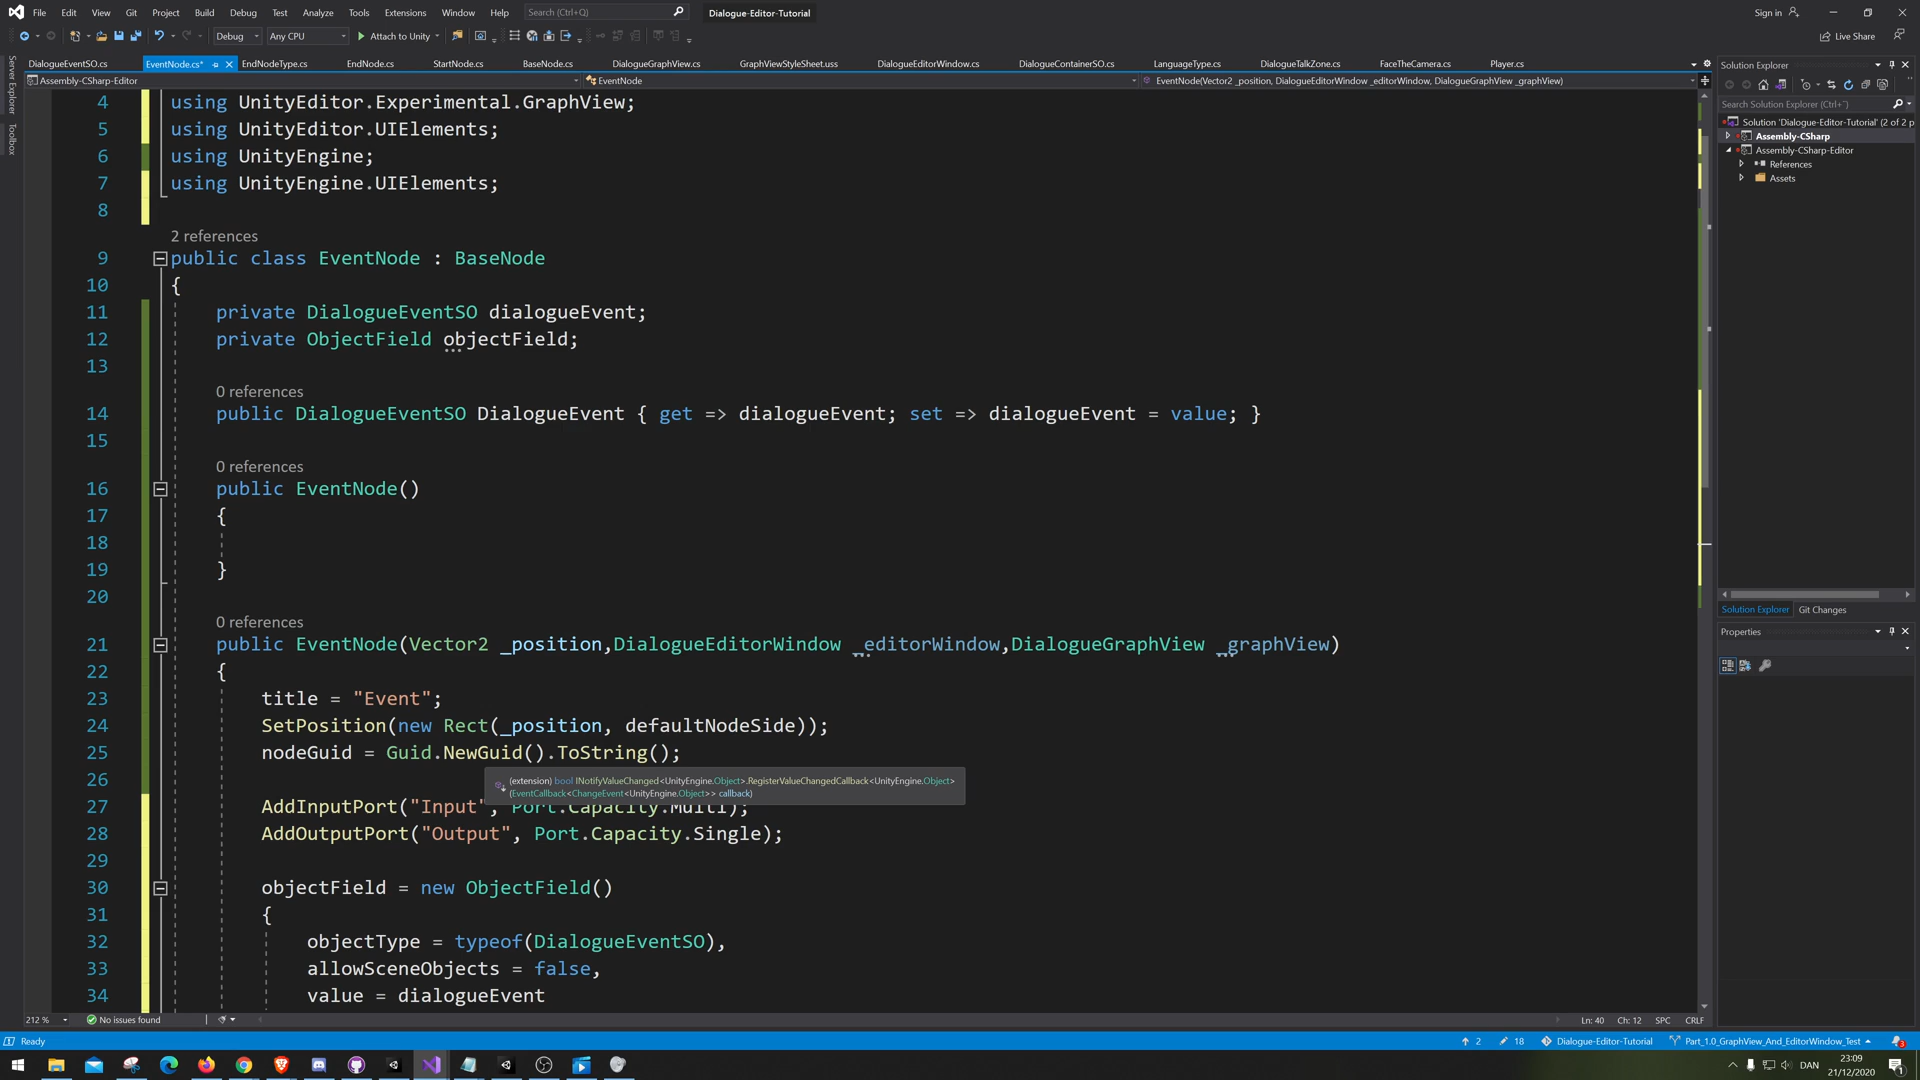 File Edit View Git Project Build Debug Test Analyze Tools Extensions Window Help Search (Ctrl+Q) Dialogue-Editor-Tutorial Sign in
Debug Any CPU Attach to Unity Live Share
DialogueEventSO.cs EventNode.cs* EndNodeType.cs EndNode.cs StartNode.cs BaseNode.cs DialogueGraphView.cs GraphViewStyleSheet.uss DialogueEditorWindow.cs DialogueContainerSO.cs LanguageType.cs DialogueTalkZone.cs FaceTheCamera.cs Player.cs
Assembly-CSharp-Editor EventNode EventNode(Vector2 _position, DialogueEditorWindow _editorWindow, DialogueGraphView _graphView)
Server Explorer
Toolbox
4 using UnityEditor.Experimental.GraphView;
5 using UnityEditor.UIElements;
6 using UnityEngine;
7 using UnityEngine.UIElements;
8
2 references
9 public class EventNode : BaseNode
10 {
11 private DialogueEventSO dialogueEvent;
12 private ObjectField objectField;
13
0 references
14 public DialogueEventSO DialogueEvent { get => dialogueEvent; set => dialogueEvent = value; }
15
0 references
16 public EventNode()
17 {
18
19 }
20
0 references
21 public EventNode(Vector2 _position,DialogueEditorWindow _editorWindow,DialogueGraphView _graphView)
22 {
23 title = "Event";
24 SetPosition(new Rect(_position, defaultNodeSide));
25 nodeGuid = Guid.NewGuid().ToString();
26
(extension) bool INotifyValueChanged<UnityEngine.Object>.RegisterValueChangedCallback<UnityEngine.Object>
(EventCallback<ChangeEvent<UnityEngine.Object>> callback)
27 AddInputPort("Input", Port.Capacity.Multi);
28 AddOutputPort("Output", Port.Capacity.Single);
29
30 objectField = new ObjectField()
31 {
32 objectType = typeof(DialogueEventSO),
33 allowSceneObjects = false,
34 value = dialogueEvent
212 % No issues found Ln: 40 Ch: 12 SPC CRLF
Solution Explorer
Search Solution Explorer (Ctrl+¨)
Solution 'Dialogue-Editor-Tutorial' (2 of 2 p
Assembly-CSharp
Assembly-CSharp-Editor
References
Assets
Solution Explorer Git Changes
Properties
Ready 2 18 Dialogue-Editor-Tutorial Part_1.0_GraphView_And_EditorWindow_Test 3
DAN 23:09
21/12/2020 1